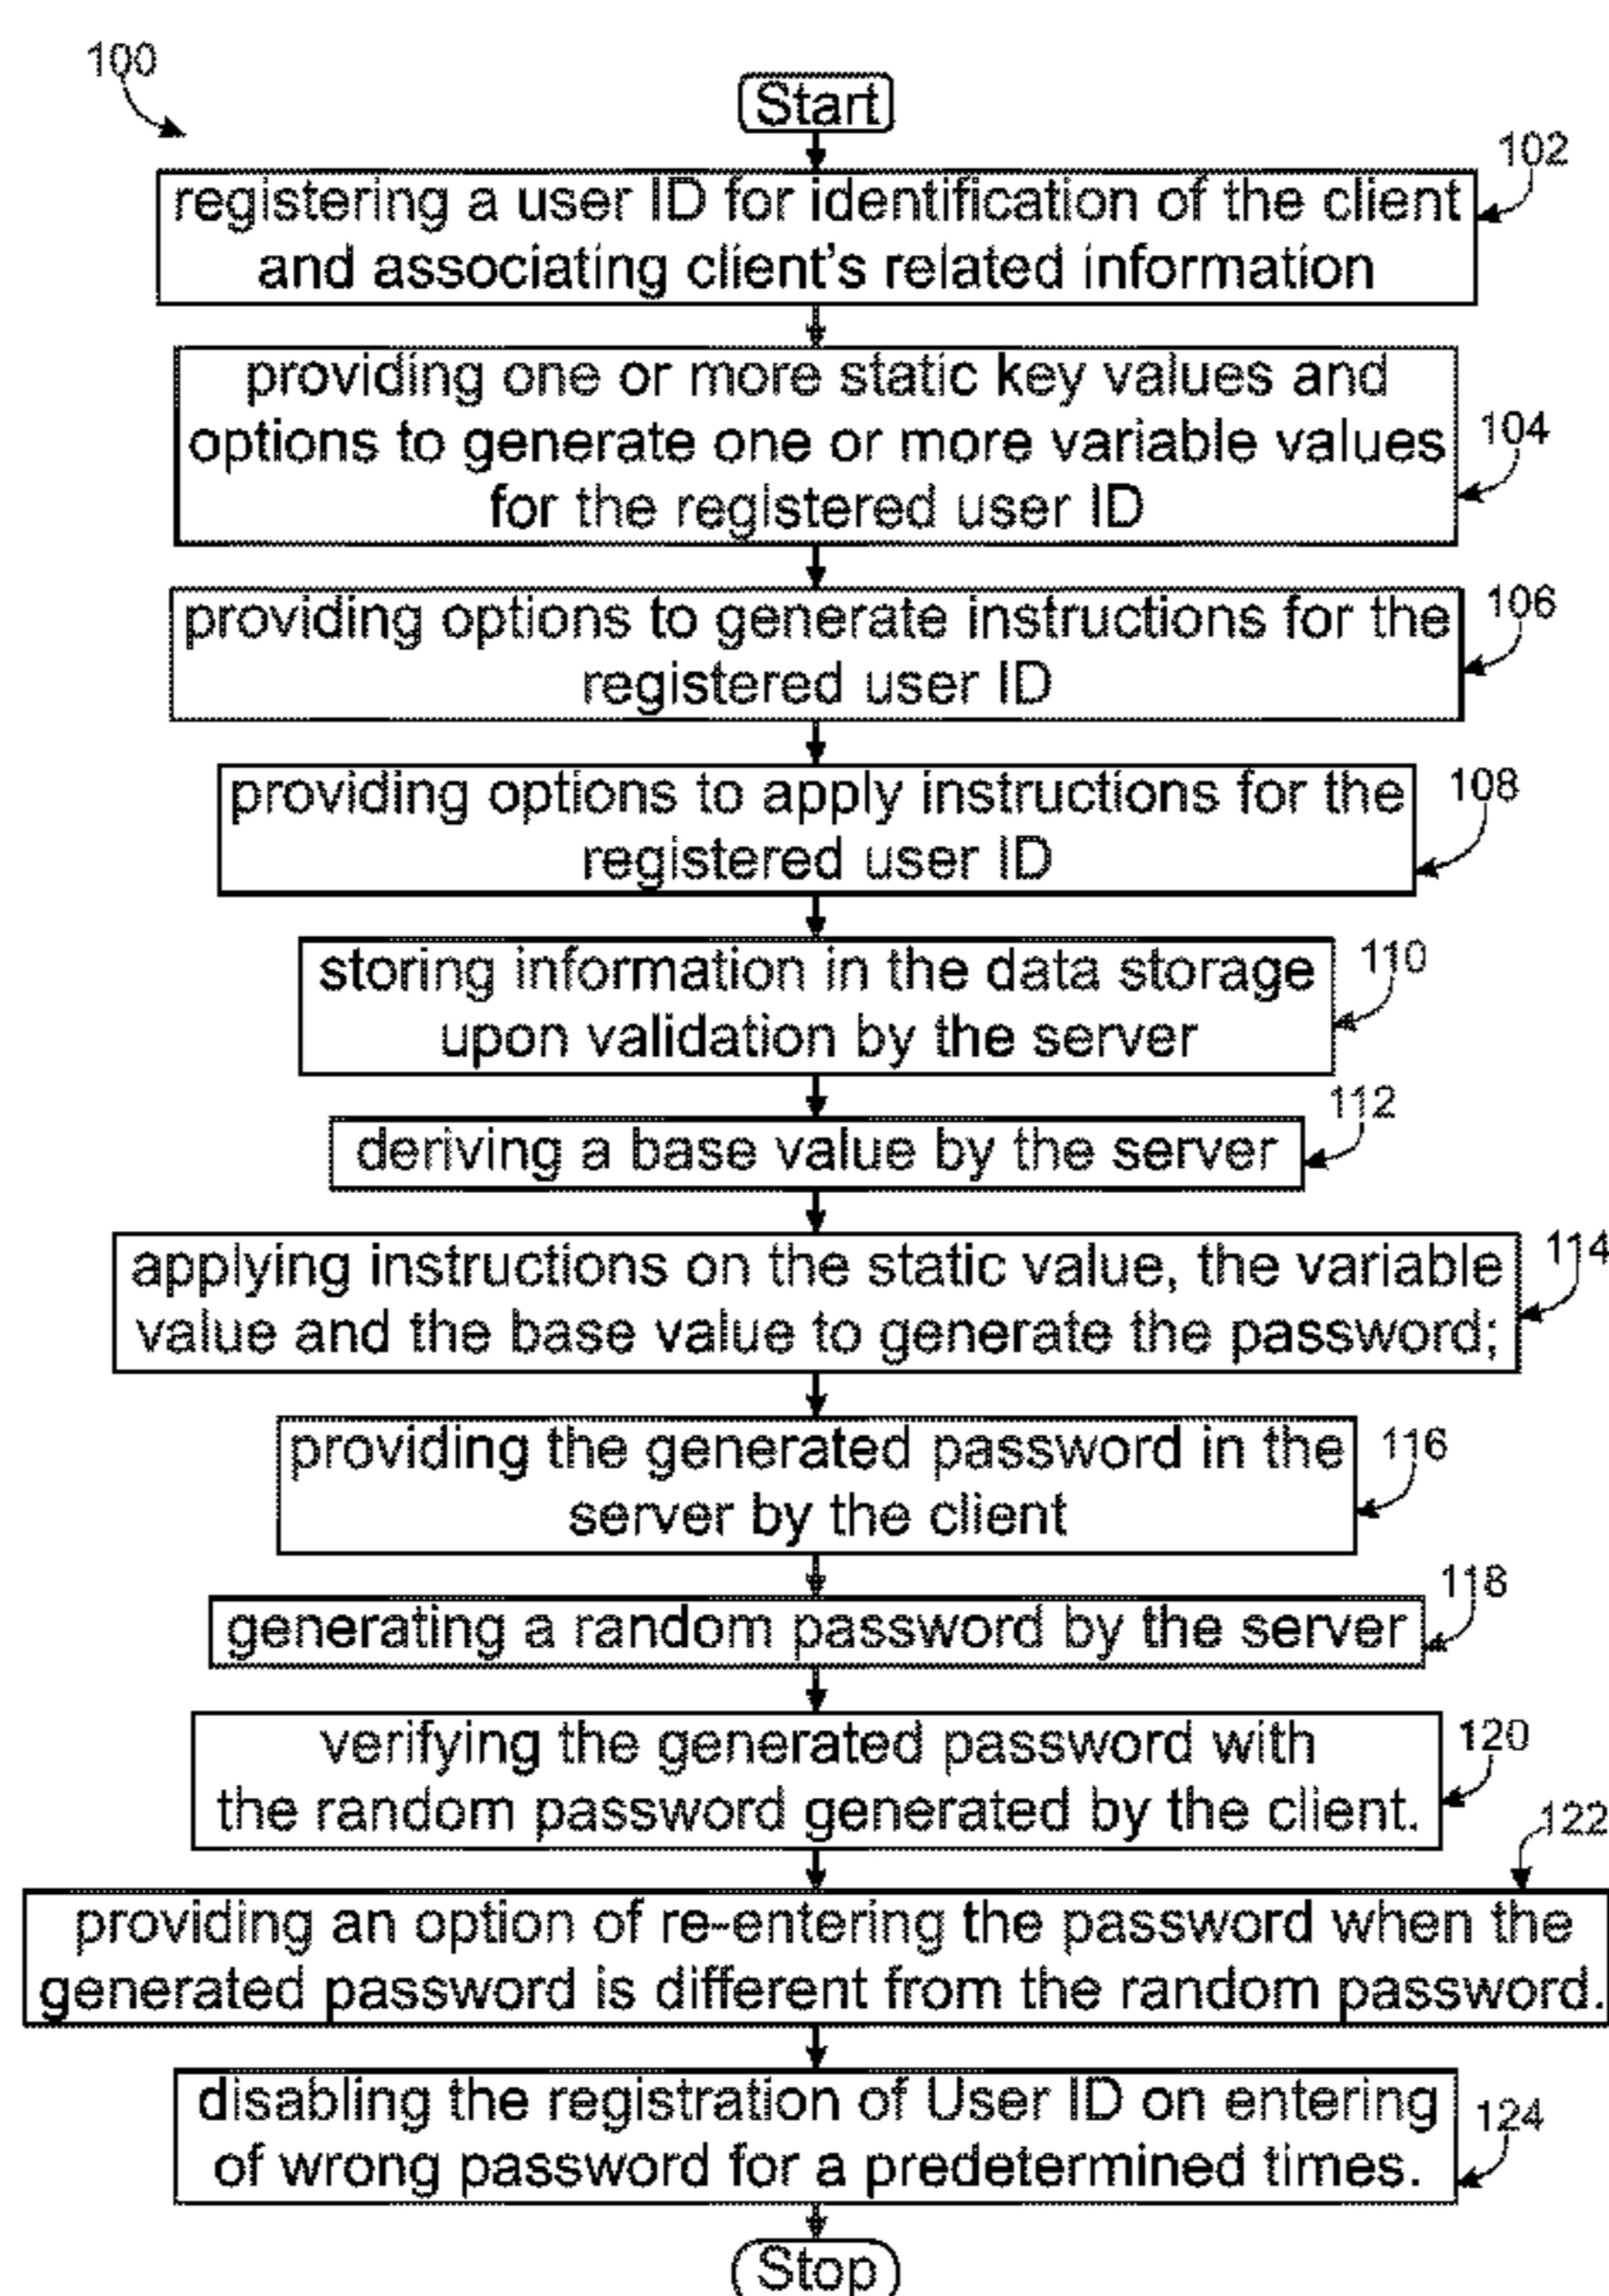 100
Start
102
registering a user ID for identification of the client
and associating client's related information
providing one or more static key values and
options to generate one or more variable values
for the registered user ID
104
providing options to generate instructions for the
registered user ID
106
providing options to apply instructions for the
registered user ID
108
storing information in the data storage
upon validation by the server
110
deriving a base value by the server
112
applying instructions on the static value, the variable
value and the base value to generate the password;
114
providing the generated password in the
server by the client
116
generating a random password by the server
118
verifying the generated password with
the random password generated by the client.
120
122
providing an option of re-entering the password when the
generated password is different from the random password.
disabling the registration of User ID on entering
of wrong password for a predetermined times.
124
Stop